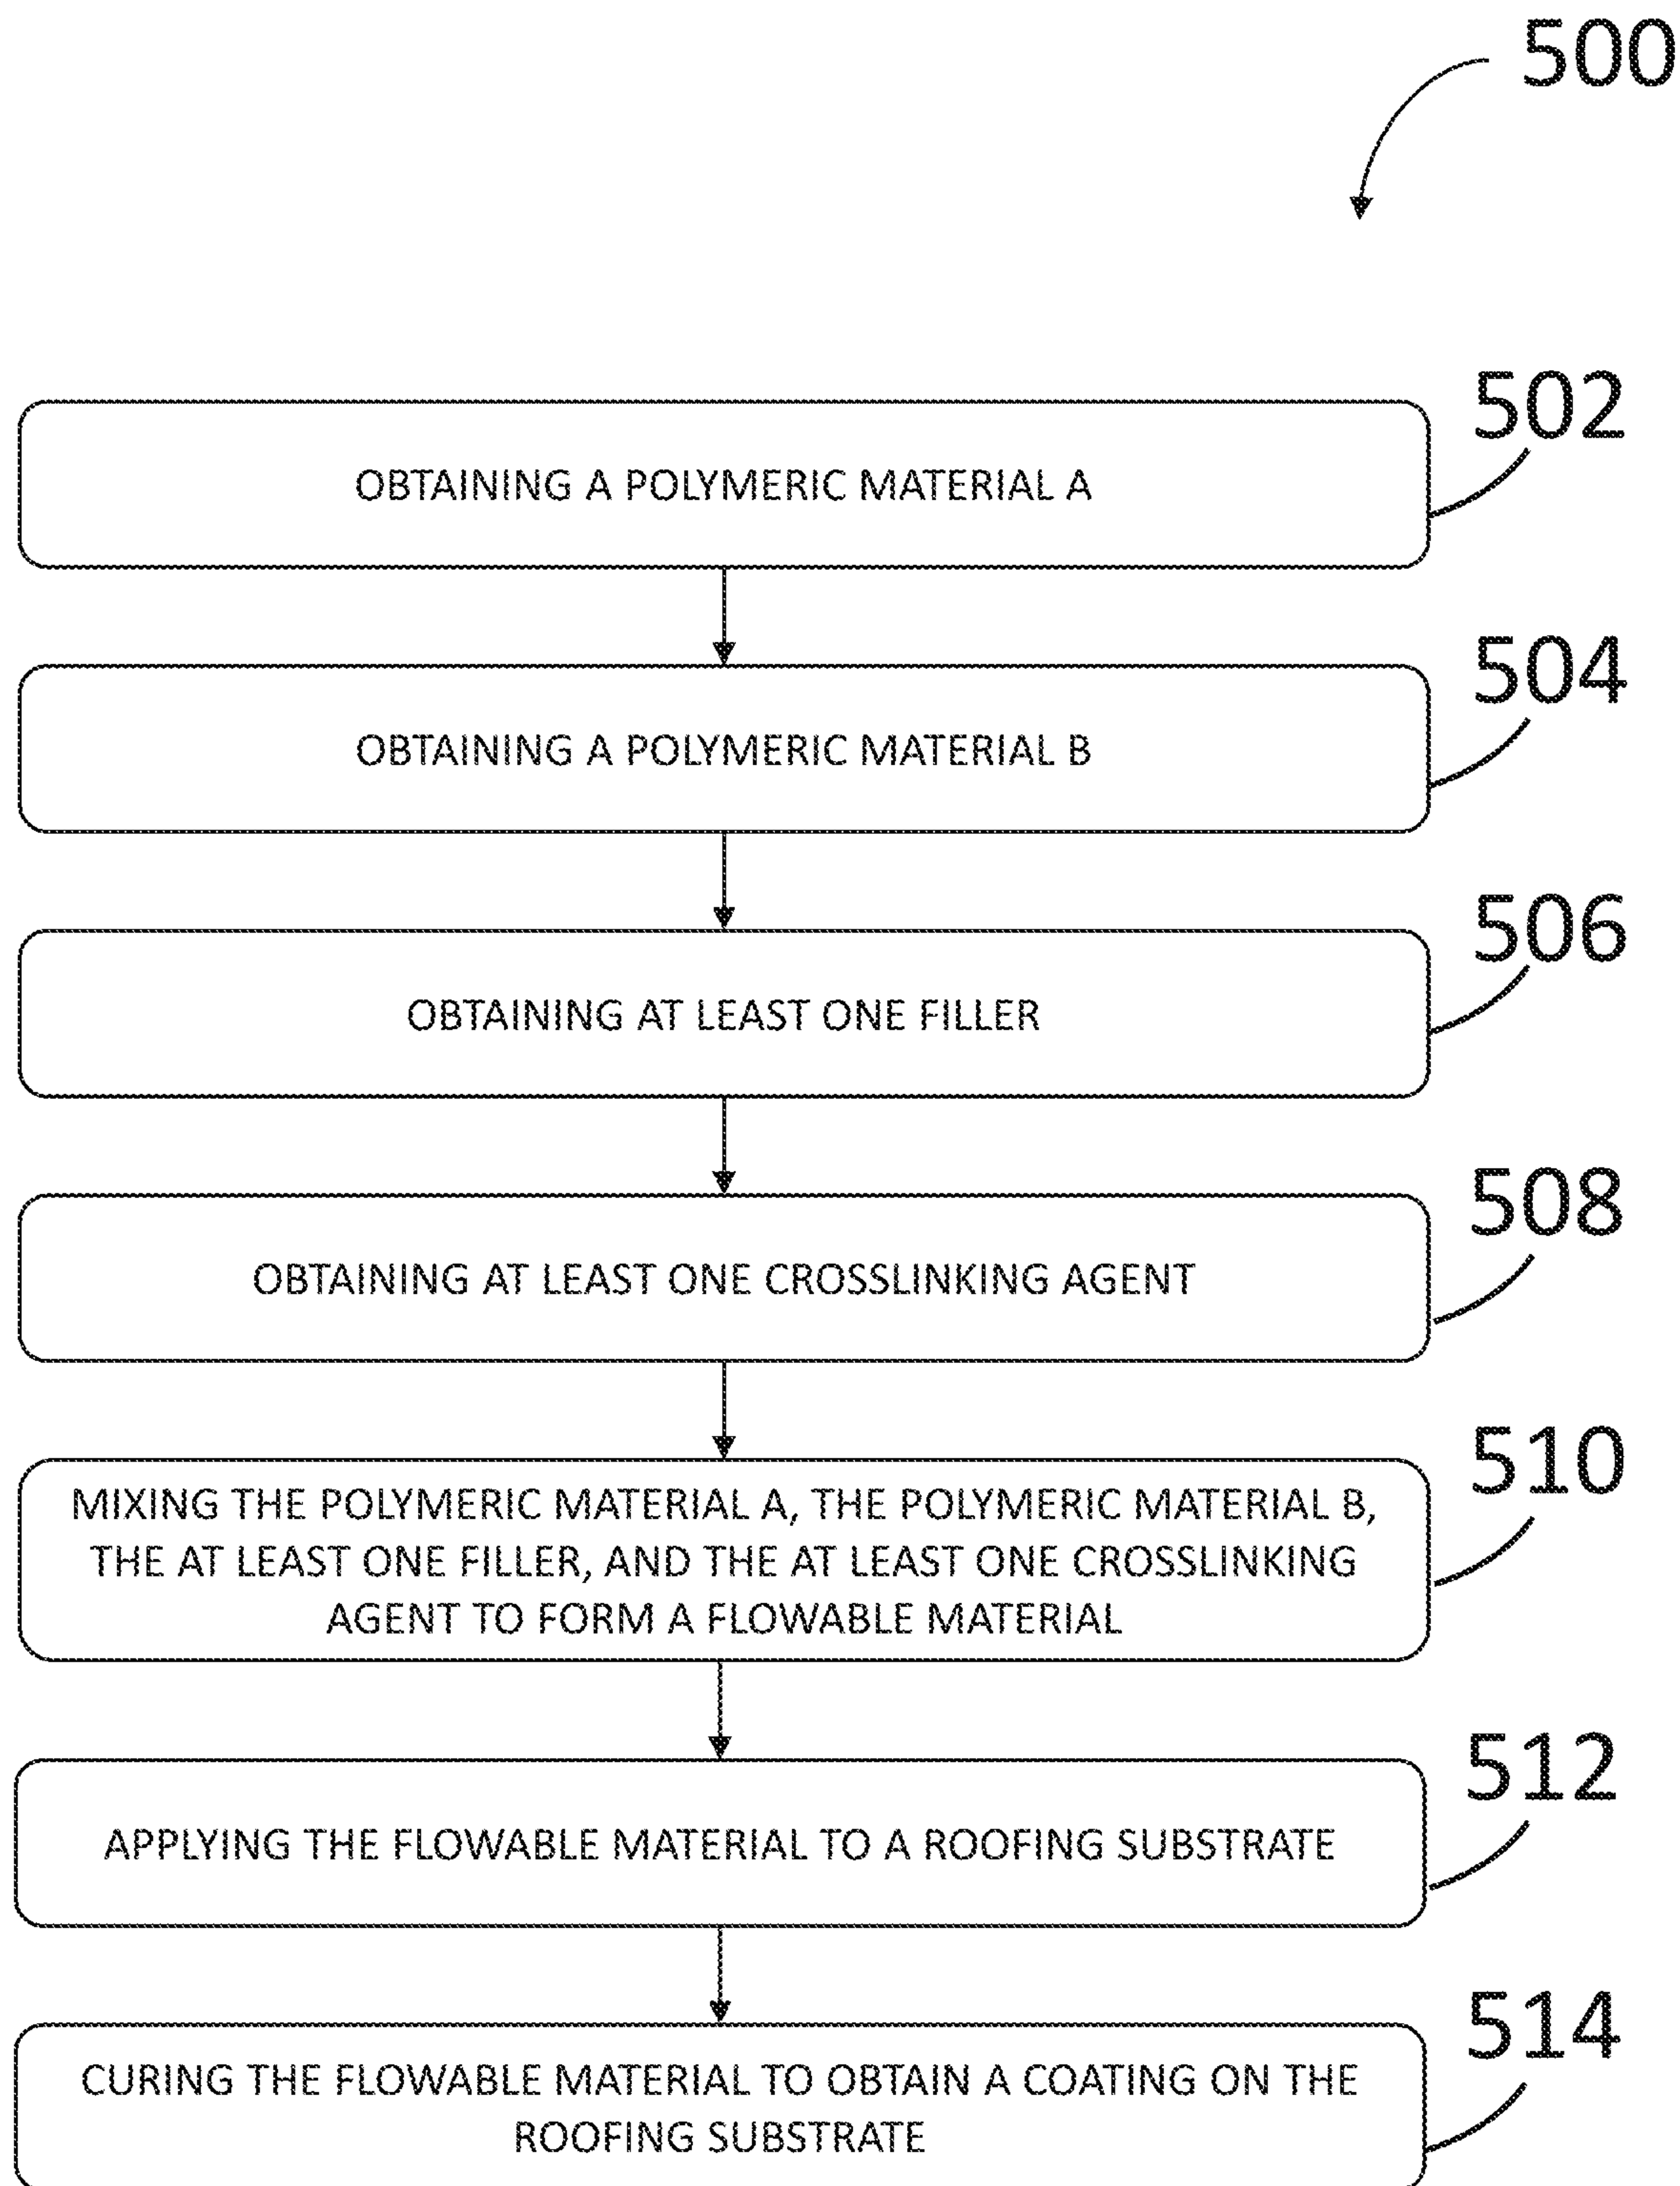 500
502
OBTAINING A POLYMERIC MATERIAL A
504
OBTAINING A POLYMERIC MATERIAL B
506
OBTAINING AT LEAST ONE FILLER
508
OBTAINING AT LEAST ONE CROSSLINKING AGENT
510
MIXING THE POLYMERIC MATERIAL A, THE POLYMERIC MATERIAL B,
THE AT LEAST ONE FILLER, AND THE AT LEAST ONE CROSSLINKING
AGENT TO FORM A FLOWABLE MATERIAL
512
APPLYING THE FLOWABLE MATERIAL TO A ROOFING SUBSTRATE
514
CURING THE FLOWABLE MATERIAL TO OBTAIN A COATING ON THE
ROOFING SUBSTRATE